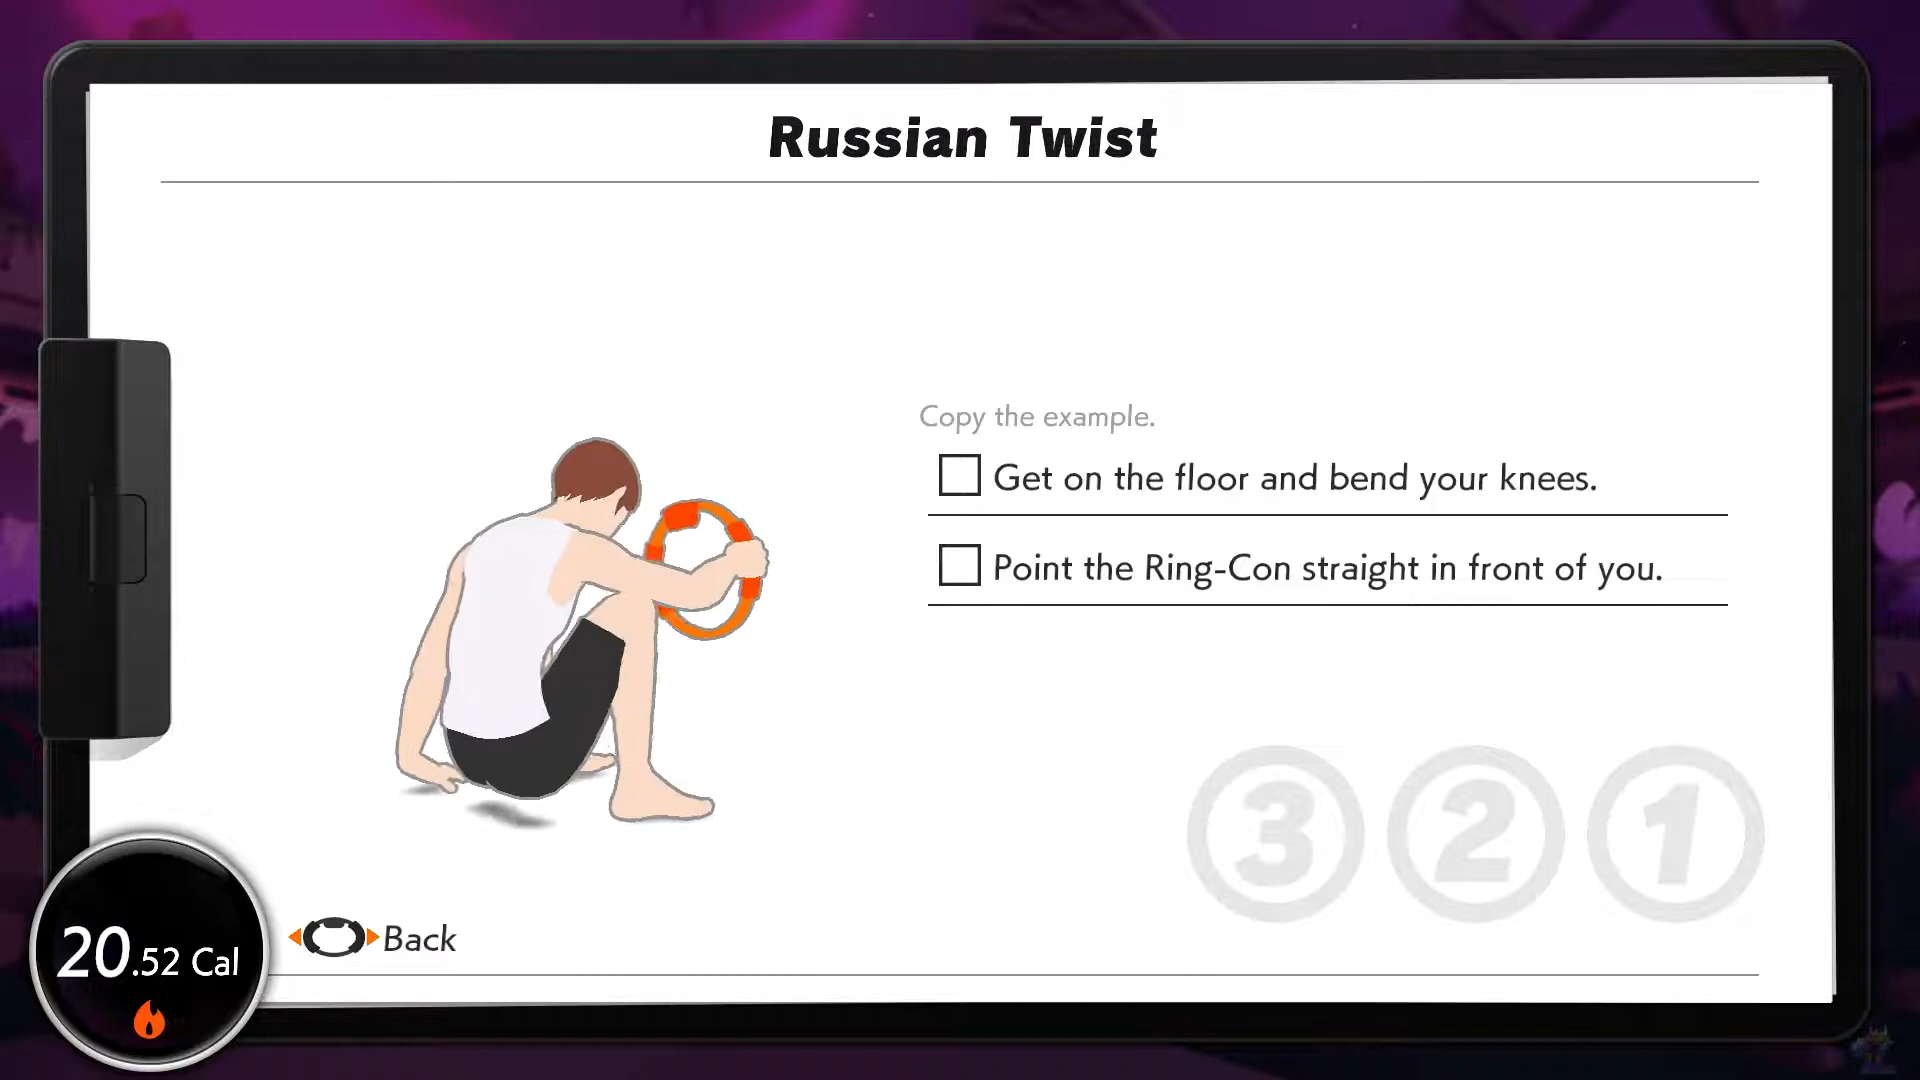 Russian Twist
Copy the example.
Get on the floor and bend your knees.
Point the Ring-Con straight in front of you.
3 2 1
Back
20.52 Cal